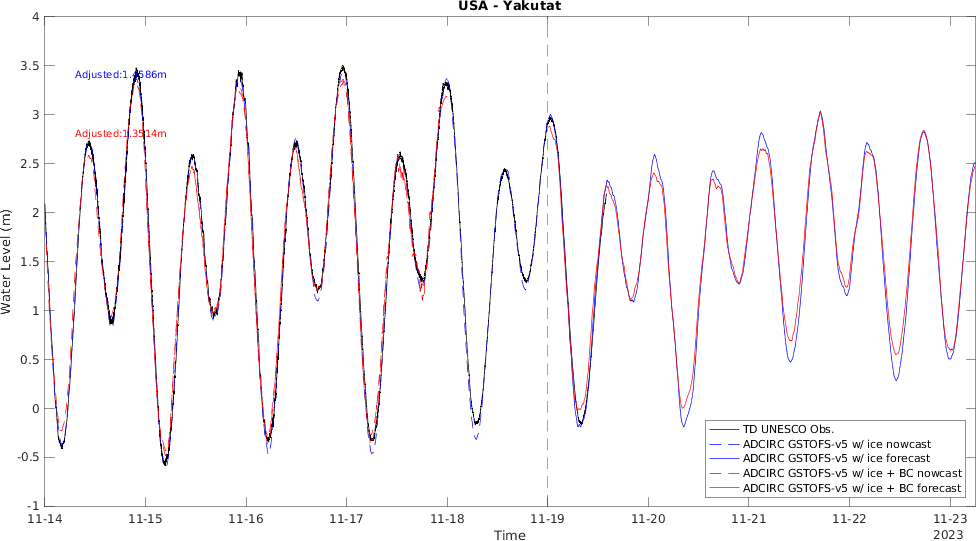 USA - Yakutat
4
3.5
3
2.5
2
1.5
1
0.5
0
-0.5
-1
Water Level (m)
Adjusted:1.4586m
Adjusted:1.3514m
TD UNESCO Obs.
ADCIRC GSTOFS-v5 w/ ice nowcast
ADCIRC GSTOFS-v5 w/ ice forecast
ADCIRC GSTOFS-v5 w/ ice + BC nowcast
ADCIRC GSTOFS-v5 w/ ice + BC forecast
11-14 11-15 11-16 11-17 11-18 11-19 11-20 11-21 11-22 11-23
Time
2023